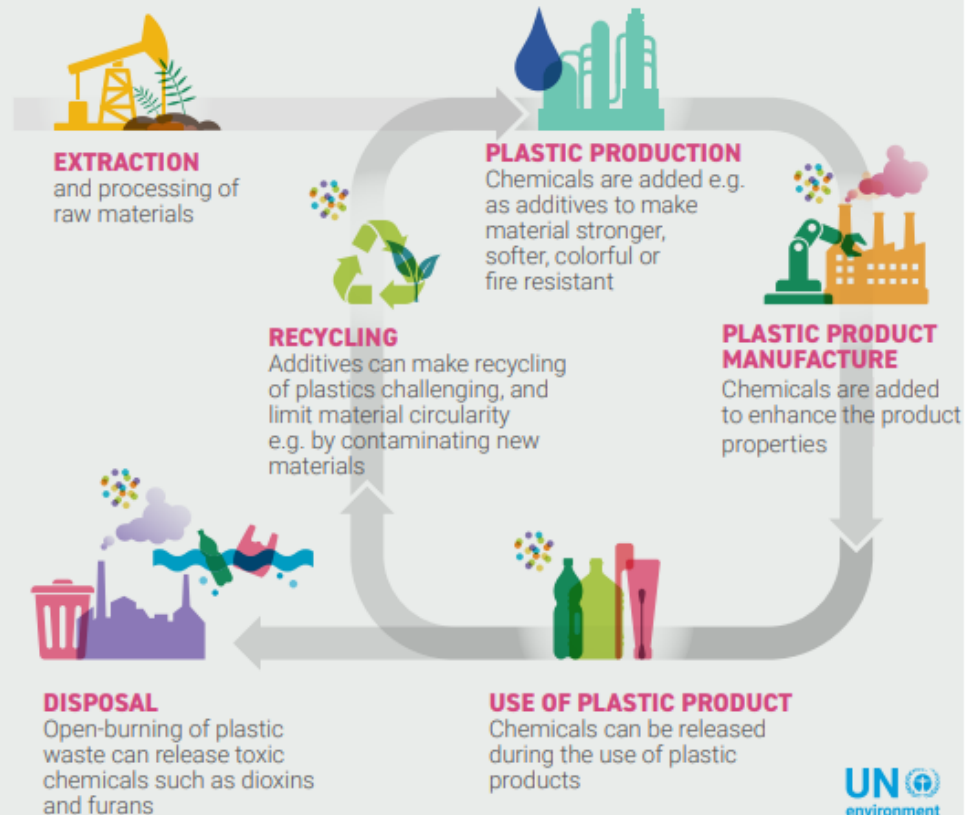 EXTRACTION
and processing of
raw materials
PLASTIC PRODUCTION
Chemicals are added e.g.
as additives to make
material stronger,
softer, colorful or
fire resistant
PLASTIC PRODUCT
MANUFACTURE
Chemicals are added
to enhance the product
properties
RECYCLING
Additives can make recycling
of plastics challenging, and
limit material circularity
e.g. by contaminating new
materials
DISPOSAL
Open-burning of plastic
waste can release toxic
chemicals such as dioxins
and furans
USE OF PLASTIC PRODUCT
Chemicals can be released
during the use of plastic
products
UN
environment